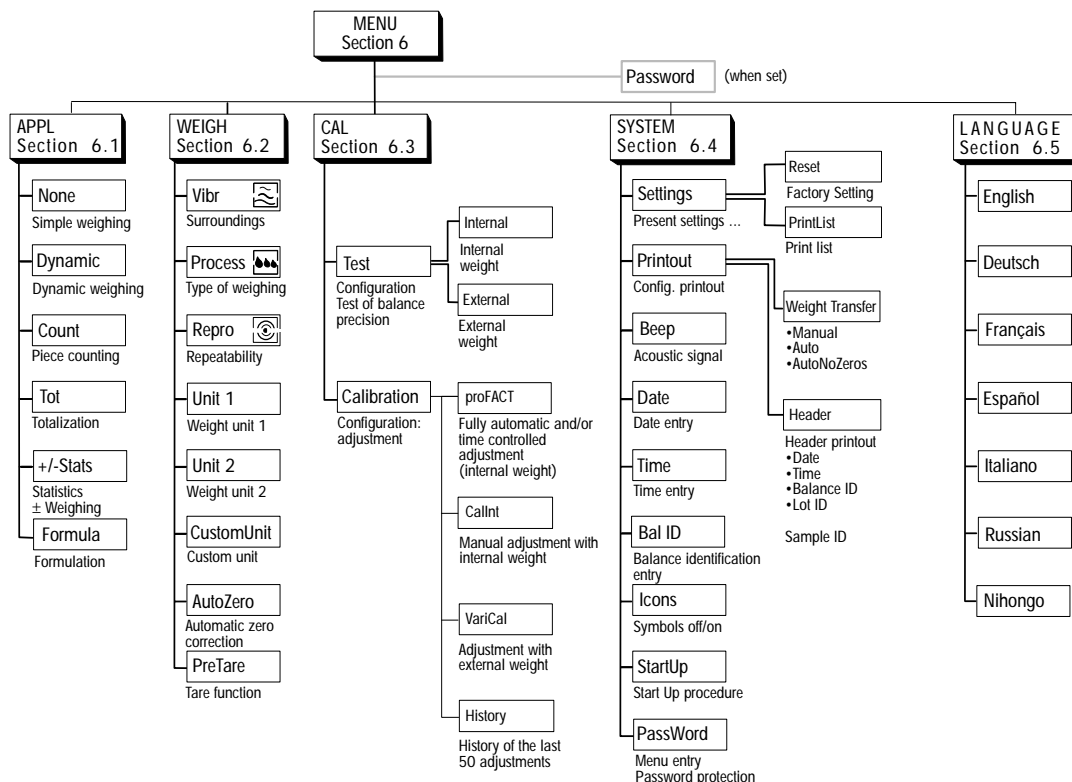 MENU
Section 6
Password
(when set)
APPL
Section 6.1
None
Simple weighing
Dynamic
Dynamic weighing
Count
Piece counting
Tot
Totalization
+/-Stats
Statistics
± Weighing
Formula
Formulation
WEIGH
Section 6.2
Vibr
Surroundings
Process
Type of weighing
Repro
Repeatability
Unit 1
Weight unit 1
Unit 2
Weight unit 2
CustomUnit
Custom unit
AutoZero
Automatic zero
correction
PreTare
Tare function
CAL
Section 6.3
Test
Configuration
Test of balance
precision
Internal
Internal
weight
External
External
weight
Calibration
Configuration:
adjustment
proFACT
Fully automatic and/or
time controlled
adjustment
(internal weight)
CalInt
Manual adjustment with
internal weight
VariCal
Adjustment with
external weight
History
History of the last
50 adjustments
SYSTEM
Section 6.4
Settings
Present settings ...
Reset
Factory Setting
PrintList
Print list
Printout
Config. printout
Weight Transfer
•Manual
•Auto
•AutoNoZeros
Header
Header printout
•Date
•Time
•Balance ID
•Lot ID
Sample ID
Beep
Acoustic signal
Date
Date entry
Time
Time entry
Bal ID
Balance identification
entry
Icons
Symbols off/on
StartUp
Start Up procedure
PassWord
Menu entry
Password protection
LANGUAGE
Section 6.5
English
Deutsch
Français
Español
Italiano
Russian
Nihongo